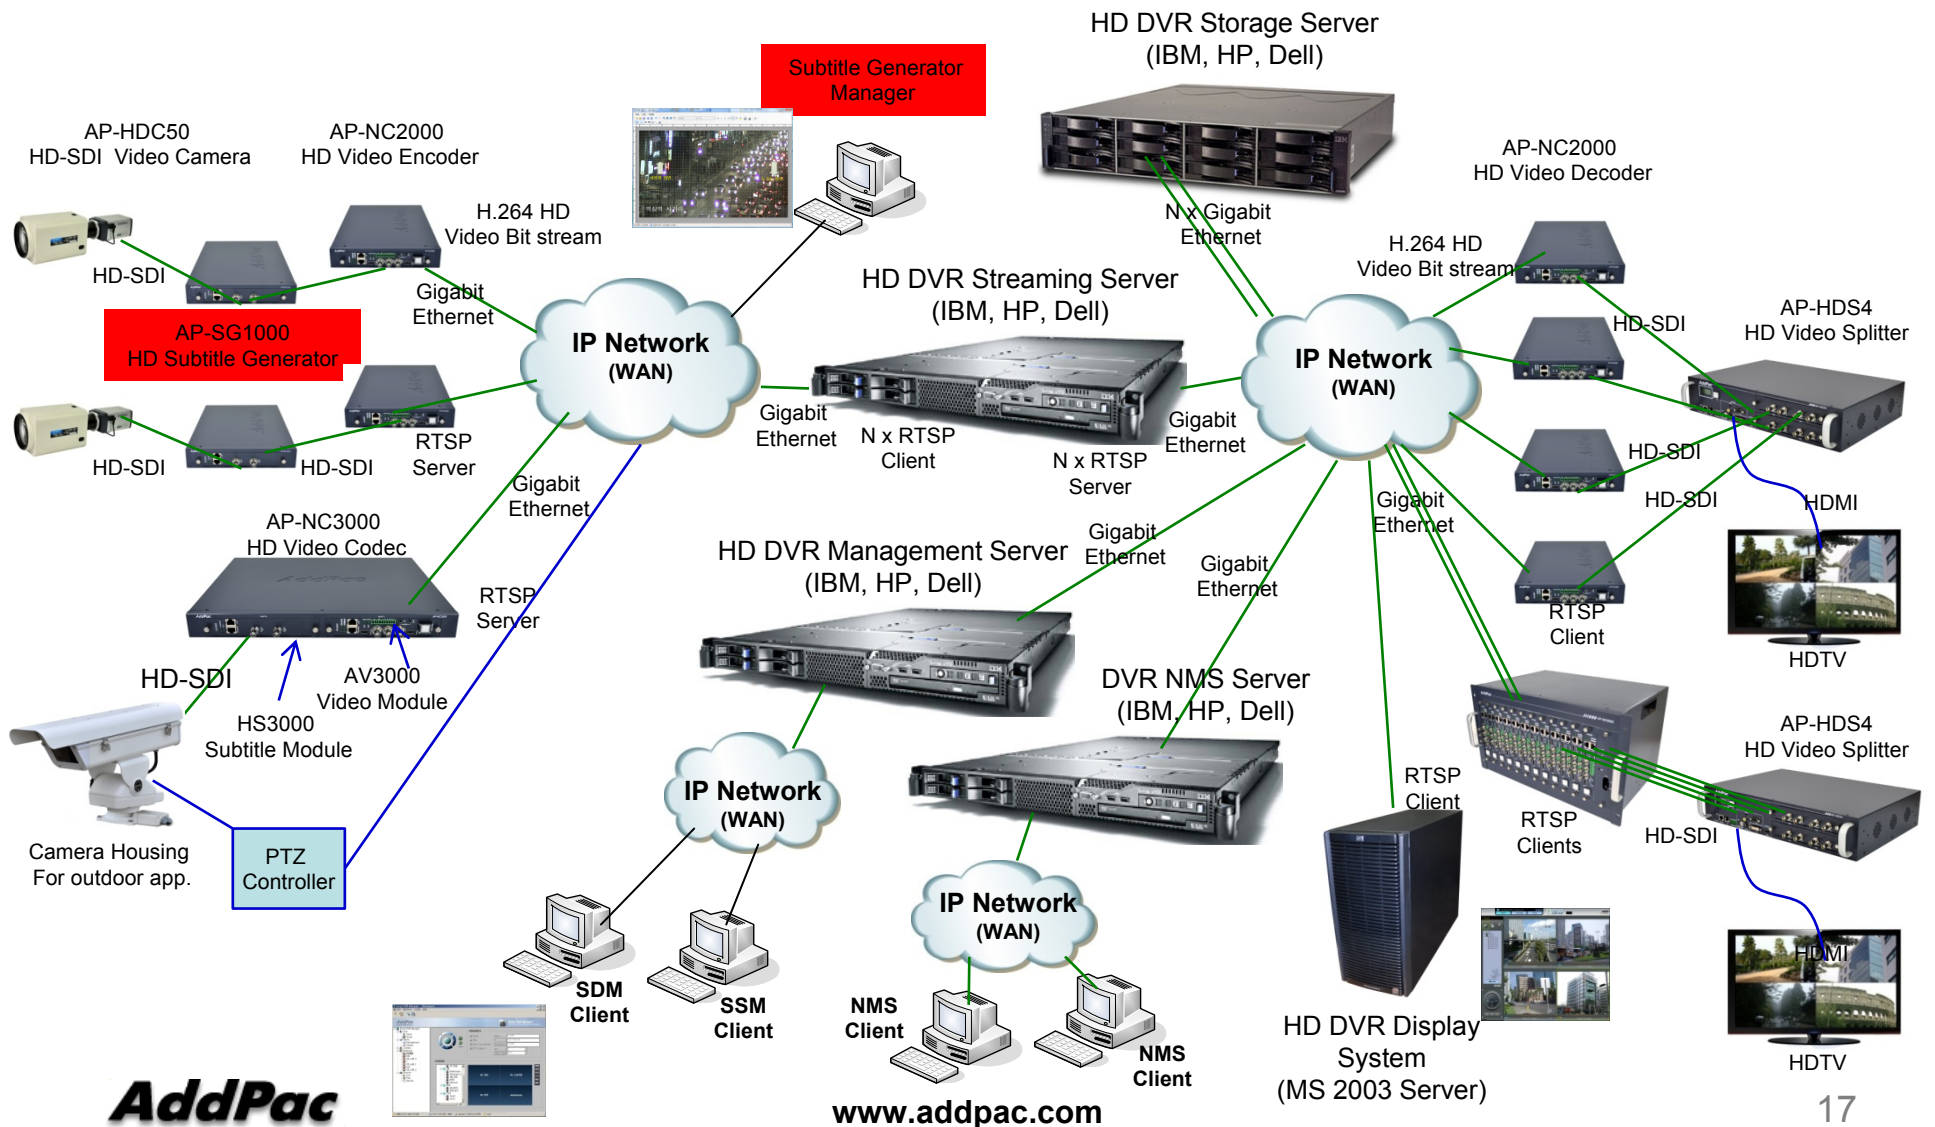 HD DVR Storage Server
(IBM, HP, Dell)
Subtitle Generator
Manager
AP-HDC50
HD-SDI Video Camera
AP-NC2000
HD Video Encoder
H.264 HD
Video Bit stream
HD-SDI
Gigabit
Ethernet
AP-SG1000
HD Subtitle Generator
HD-SDI
HD-SDI
RTSP
Server
IP Network
(WAN)
Gigabit
Ethernet
AP-NC3000
HD Video Codec
AddPac
RTSP
Server
HD-SDI
AV3000
Video Module
HS3000
Subtitle Module
Camera Housing
For outdoor app.
PTZ
Controller
HD DVR Streaming Server
(IBM, HP, Dell)
Gigabit
Ethernet
N x RTSP
Client
N x RTSP
Server
Gigabit
Ethernet
N x Gigabit
Ethernet
IP Network
(WAN)
AP-NC2000
HD Video Decoder
H.264 HD
Video Bit stream
HD-SDI
HD-SDI
HD-SDI
AP-HDS4
HD Video Splitter
HDMI
HDTV
RTSP
Client
Gigabit
Ethernet
Gigabit
Ethernet
Gigabit
Ethernet
HD DVR Management Server
(IBM, HP, Dell)
DVR NMS Server
(IBM, HP, Dell)
IP Network
(WAN)
SDM
Client
SSM
Client
IP Network
(WAN)
NMS
Client
NMS
Client
RTSP
Client
HD DVR Display
System
(MS 2003 Server)
RTSP
Clients
HD-SDI
AP-HDS4
HD Video Splitter
HDMI
HDTV
AddPac
www.addpac.com
17